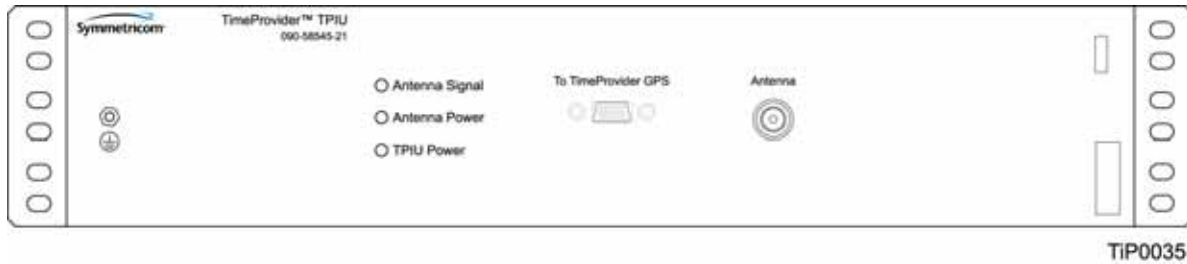 Symmetricom
TimeProvider™ TPIU
090-58545-21
Antenna Signal
Antenna Power
TPIU Power
To TimeProvider GPS
Antenna
TiP0035